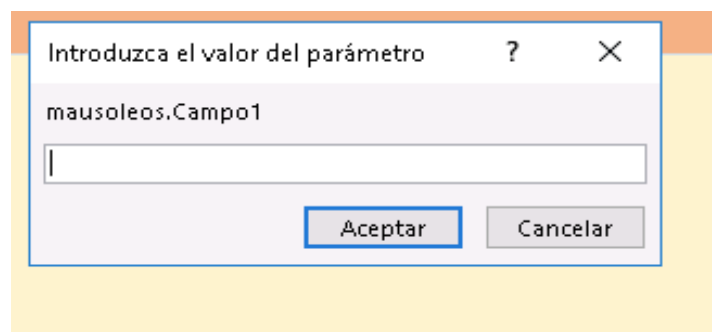 Introduzca el valor del parámetro ?
mausoleos.Campo1
Aceptar Cancelar